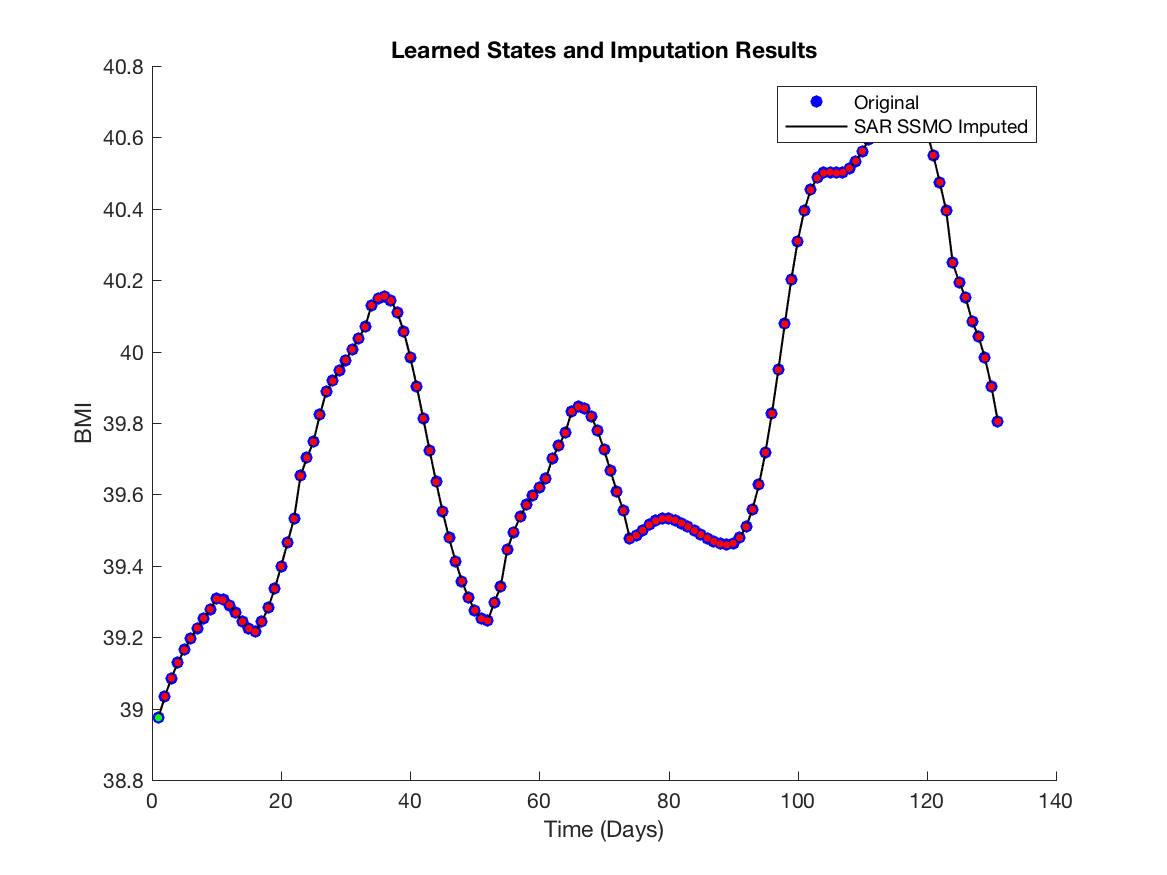 Learned States and Imputation Results
Original
SAR SSMO Imputed
BMI
40.8
40.6
40.4
40.2
40
39.8
39.6
39.4
39.2
39
38.8
0 20 40 60 80 100 120 140
Time (Days)